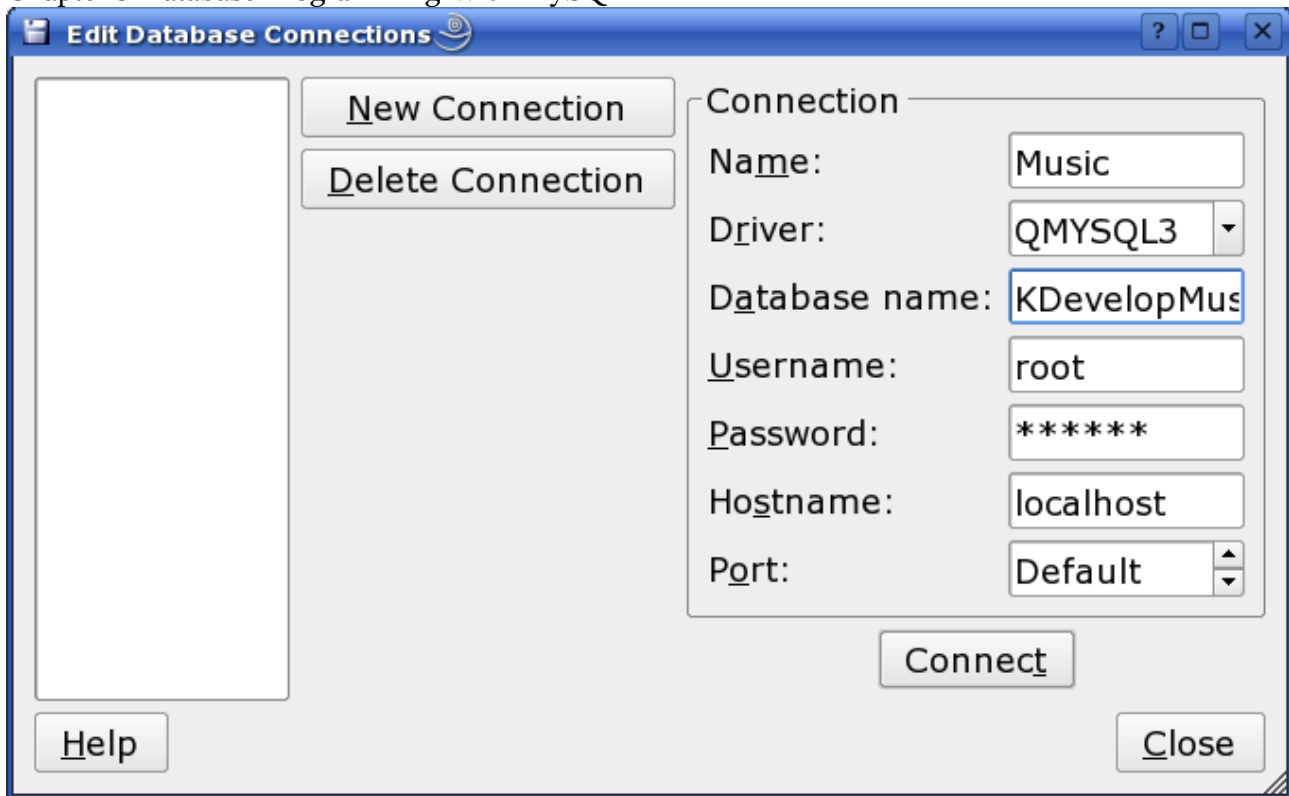 Edit Database Connections
New Connection
Delete Connection
Connection
Name: Music
Driver: QMYSQL3
Database name: KDevelopMus
Username: root
Password: ******
Hostname: localhost
Port: Default
Connect
Help
Close